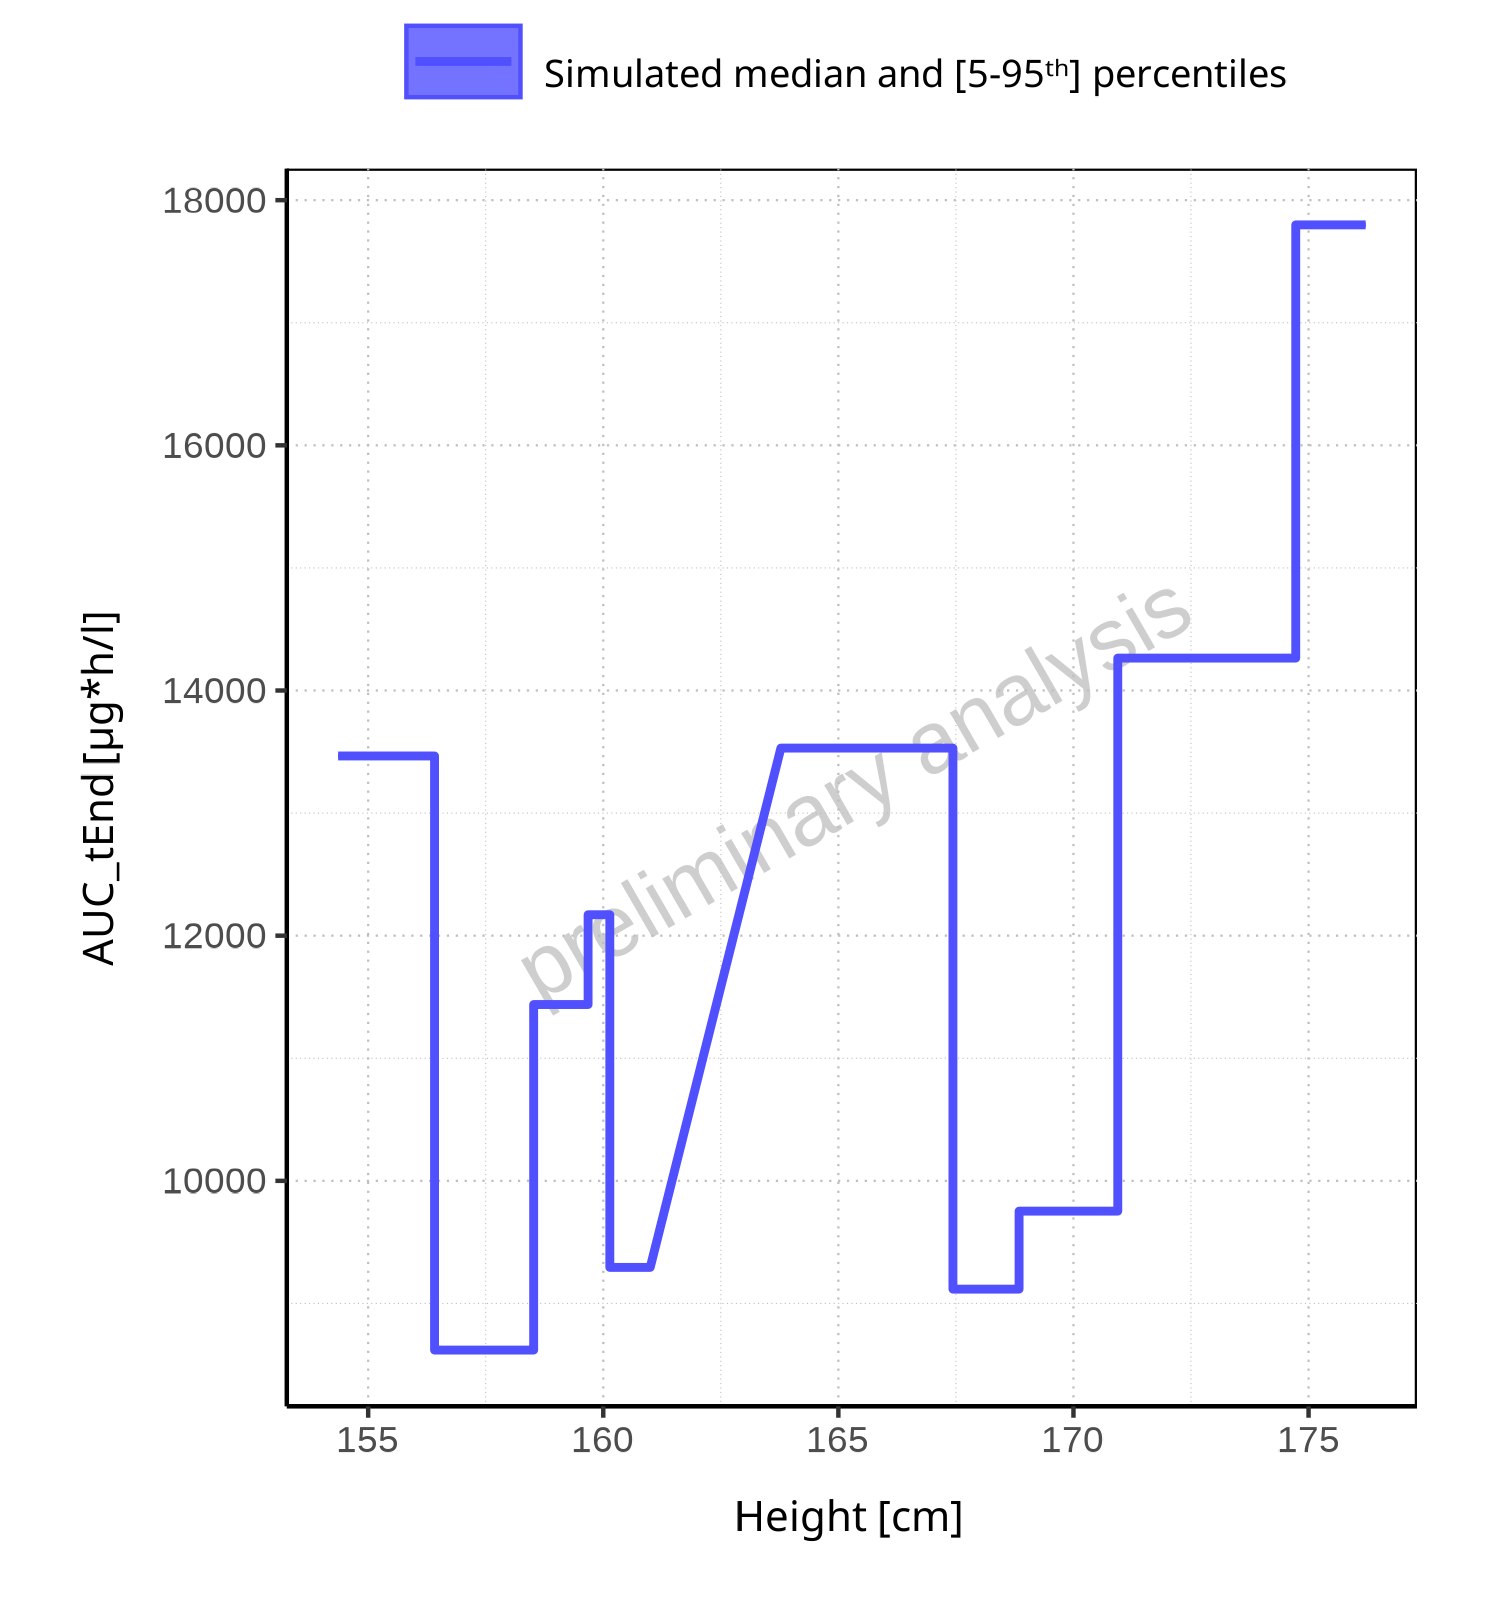 Simulated median and [5-95ᵗʰ] percentiles
18000
16000
14000
12000
10000
AUC_tEnd [µg*h/l]
preliminary analysis
155 160 165 170 175
Height [cm]